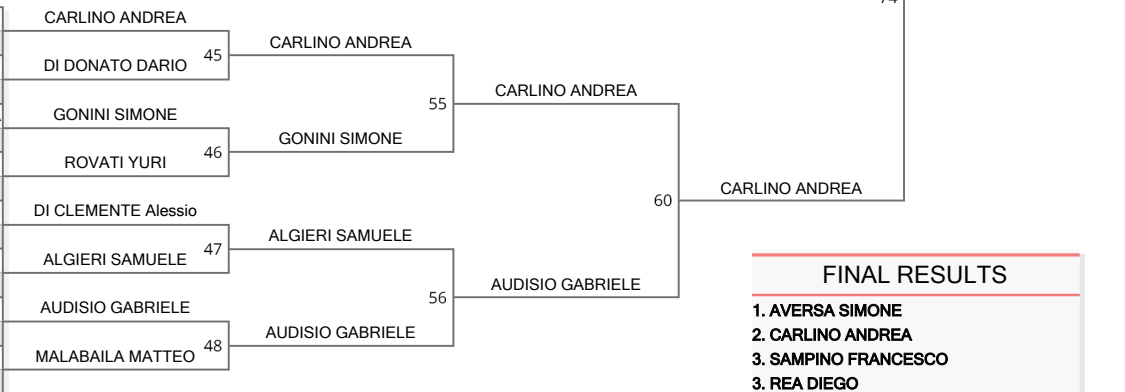 CARLINO ANDREA
45
DI DONATO DARIO
CARLINO ANDREA
55
GONINI SIMONE
46
ROVATI YURI
GONINI SIMONE
CARLINO ANDREA
60
DI CLEMENTE Alessio
47
ALGIERI SAMUELE
ALGIERI SAMUELE
56
AUDISIO GABRIELE
48
MALABAILA MATTEO
AUDISIO GABRIELE
AUDISIO GABRIELE
CARLINO ANDREA
FINAL RESULTS
1. AVERSA SIMONE
2. CARLINO ANDREA
3. SAMPINO FRANCESCO
3. REA DIEGO